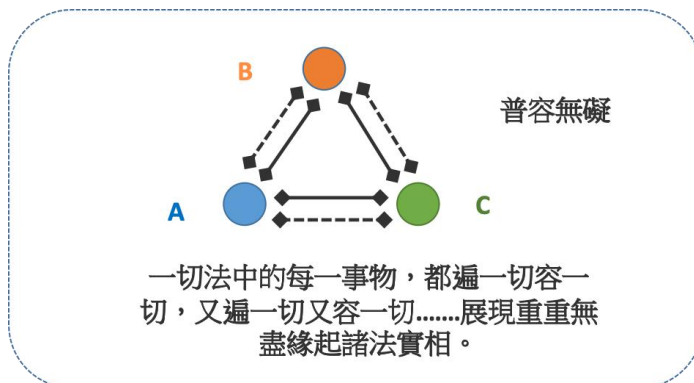 B
普容無礙
A
C
一切法中的每一事物，都遍一切容一
切，又遍一切又容一切.......展現重重無
盡緣起諸法實相。